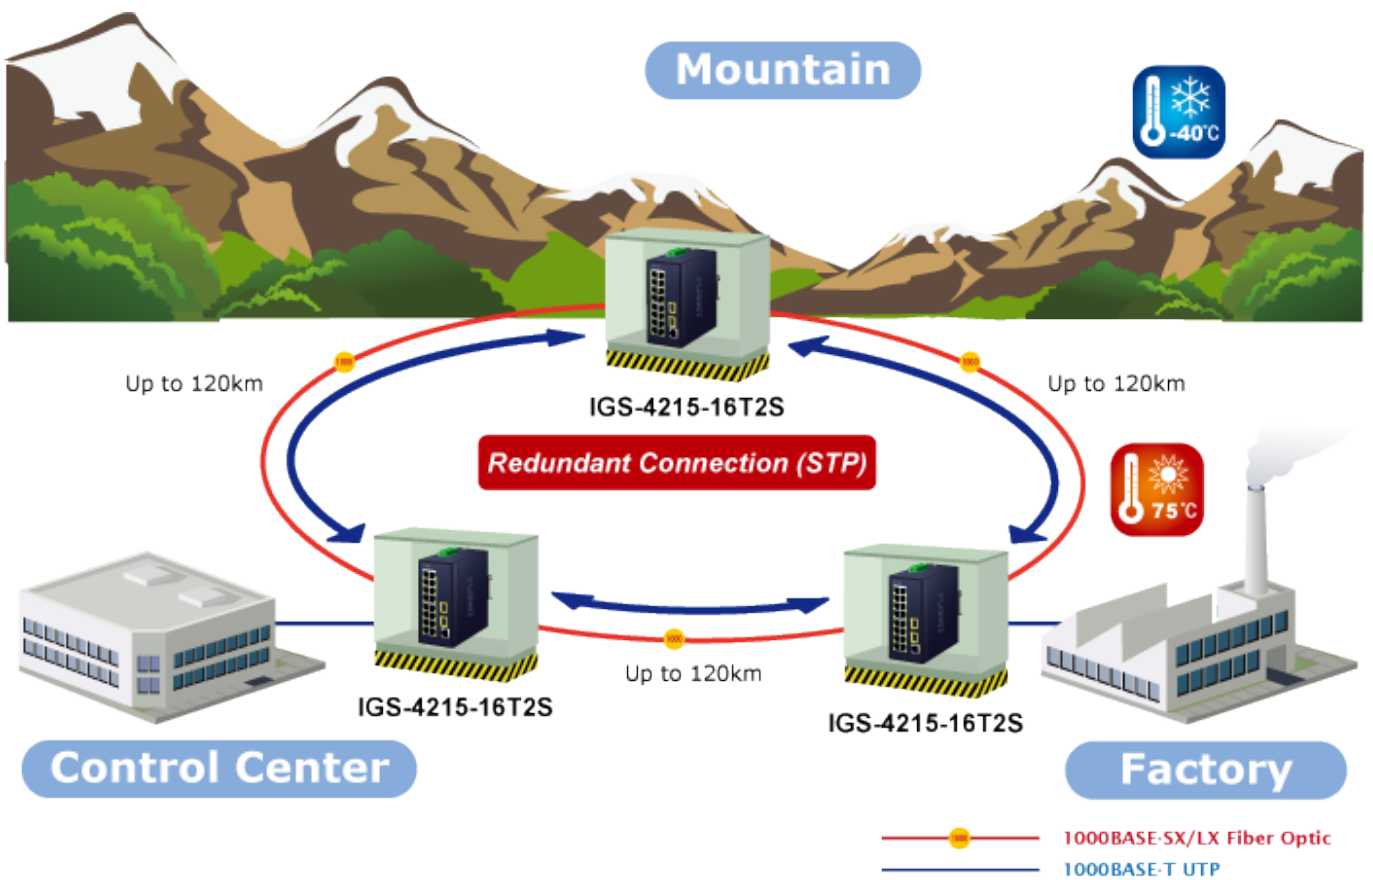 Mountain
-40°C
Up to 120km
Up to 120km
IGS-4215-16T2S
Redundant Connection (STP)
75°C
Up to 120km
IGS-4215-16T2S
IGS-4215-16T2S
Control Center
Factory
1000BASE-SX/LX Fiber Optic
1000BASE-T UTP